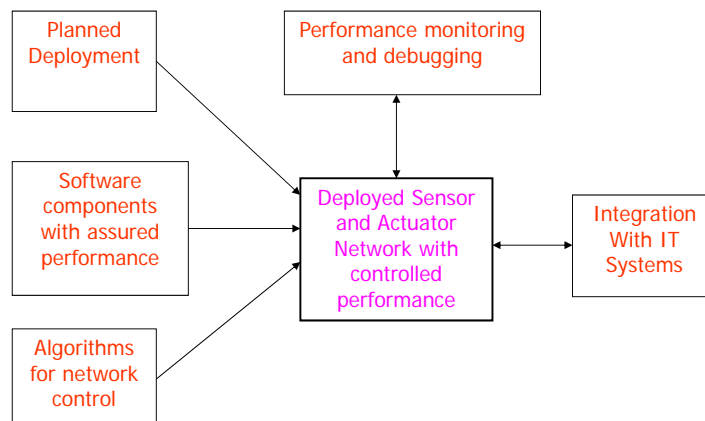 Planned
Deployment
Performance monitoring
and debugging
Software
components
with assured
performance
Deployed Sensor
and Actuator
Network with
controlled
performance
Integration
With IT
Systems
Algorithms
for network
control